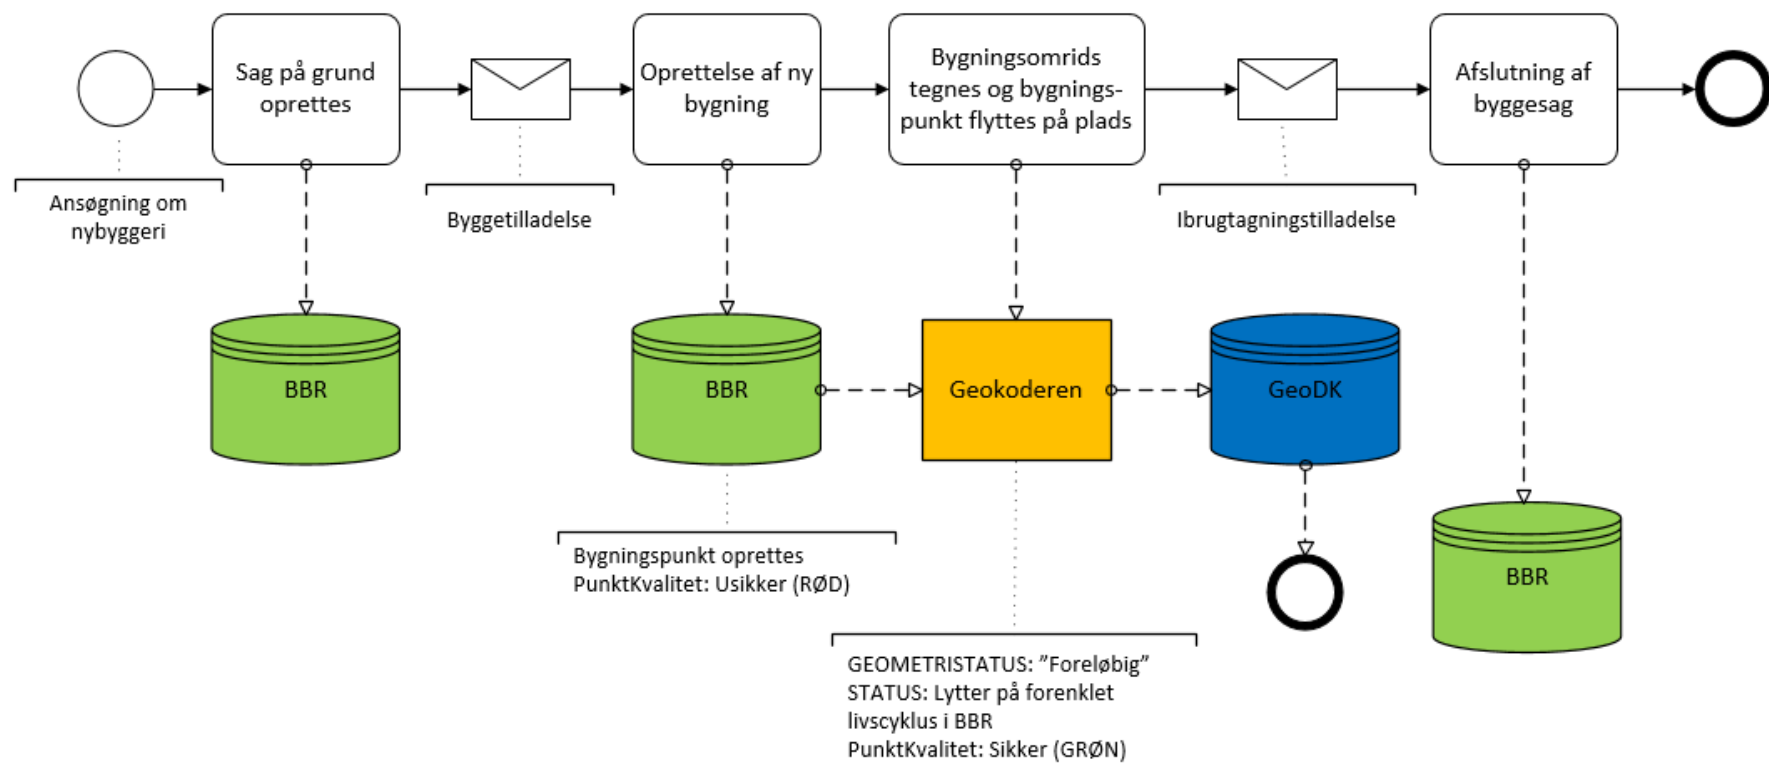 Sag på grund
oprettes
Oprettelse af ny
bygning
Bygningsomrids
tegnes og bygnings-
punkt flyttes på plads
Afslutning af
byggesag
Ansøgning om
nybyggeri
Byggetilladelse
Ibrugtagningstilladelse
BBR
BBR
Geokoderen
GeoDK
BBR
Bygningspunkt oprettes
PunktKvalitet: Usikker (RØD)
GEOMETRISTATUS: ”Foreløbig”
STATUS: Lytter på forenklet
livscyklus i BBR
PunktKvalitet: Sikker (GRØN)